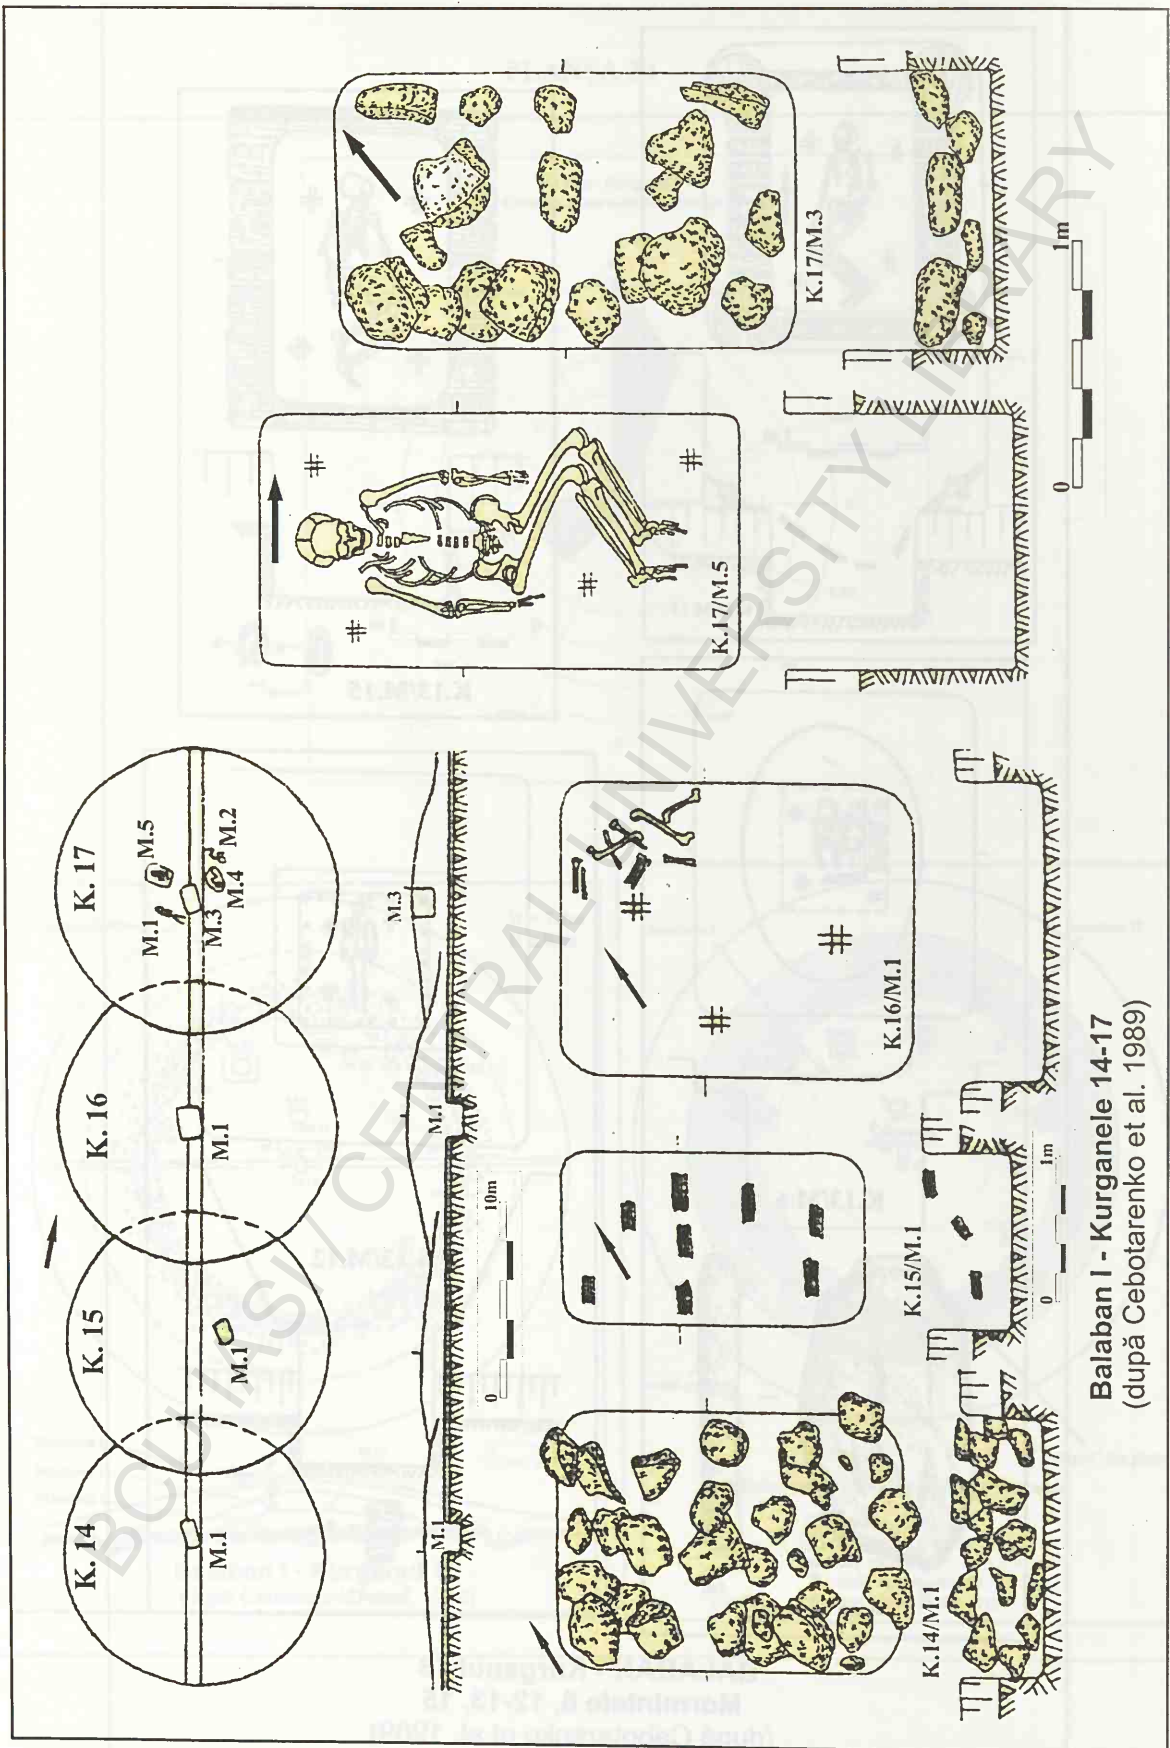 K. 14
M.1
K. 15
M.1
K. 16
M.1
K. 17
M.1
M.5
M.3
M.4
M.2
M.1
M.1
M.3
0 10m
K.14/M.1
K.15/M.1
0 1m
K.16/M.1
K.17/M.5
K.17/M.3
0 1m
Balaban I - Kurganele 14-17
(după Cebotarenko et al. 1989)
BCU IASI / CENTRAL UNIVERSITY LIBRARY